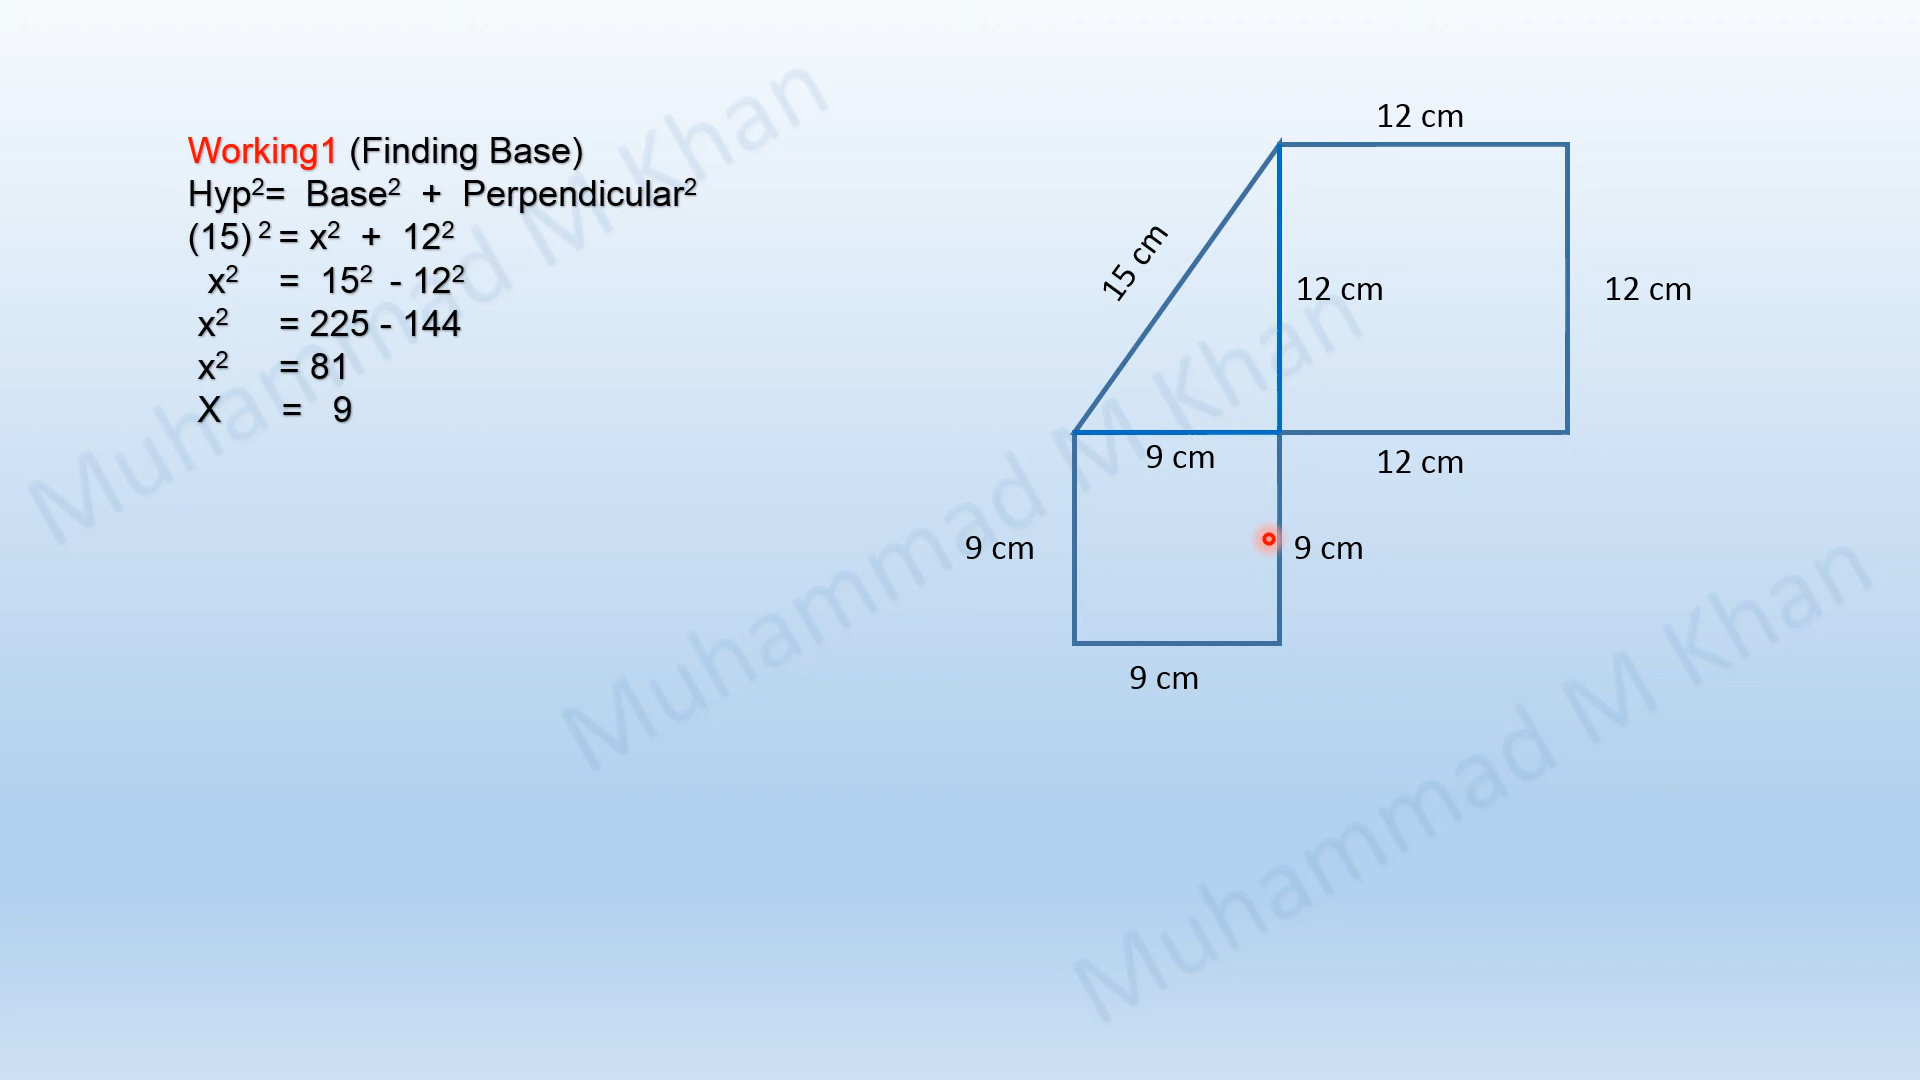 Working1 (Finding Base)
Hyp²= Base² + Perpendicular²
(15) ² = x² + 12²
x² = 15² - 12²
x² = 225 - 144
x² = 81
X = 9
12 cm
15 cm
12 cm
12 cm
9 cm
12 cm
9 cm
9 cm
9 cm
Muhammad M Khan
Muhammad M Khan
Muhammad M Khan